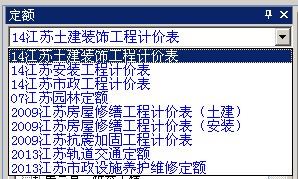 定额
14江苏土建装饰工程计价表
14江苏土建装饰工程计价表
14江苏安装工程计价表
14江苏市政工程计价表
07江苏园林定额
2009江苏房屋修缮工程计价表（土建）
2009江苏房屋修缮工程计价表（安装）
2009江苏抗震加固工程计价表
2013江苏轨道交通定额
2013江苏市政设施养护维修定额